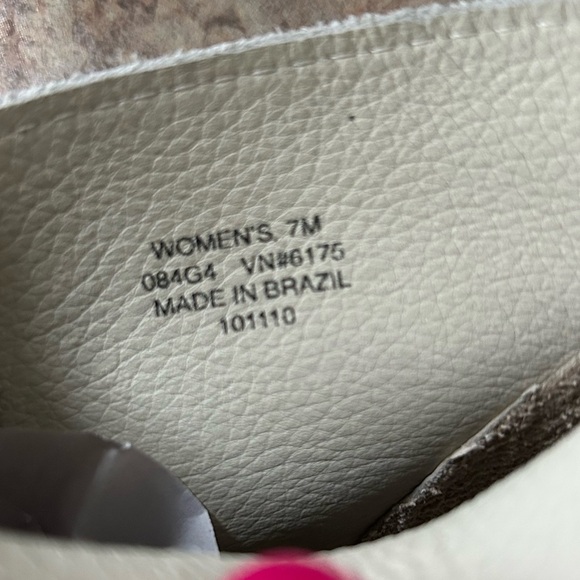 WOMEN'S. 7M
084G4 VN#6175
MADE IN BRAZIL
101110